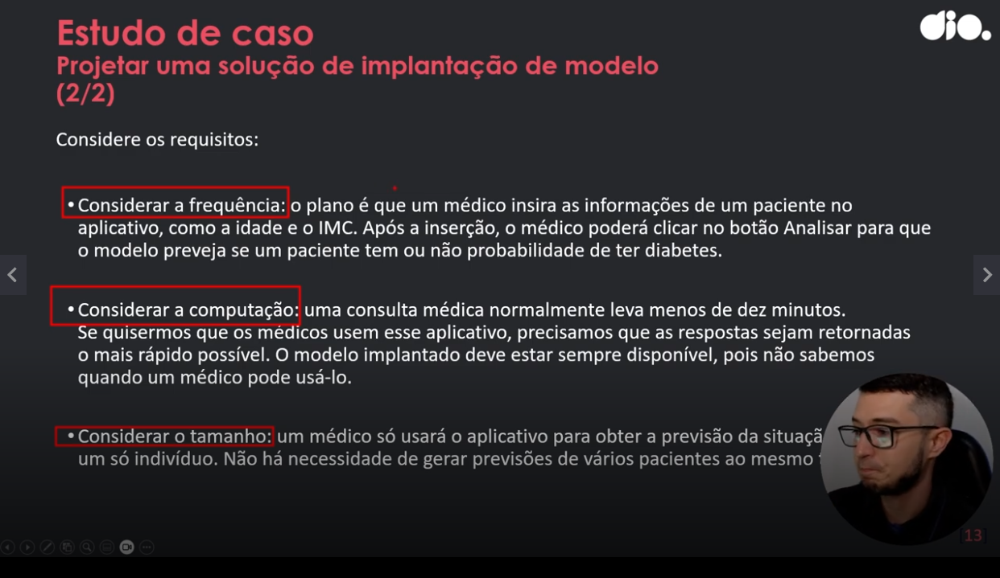 Estudo de caso
dio.
Projetar uma solução de implantação de modelo
(2/2)
Considere os requisitos:
• Considerar a frequência: o plano é que um médico insira as informações de um paciente no
aplicativo, como a idade e o IMC. Após a inserção, o médico poderá clicar no botão Analisar para que
o modelo preveja se um paciente tem ou não probabilidade de ter diabetes.
• Considerar a computação: uma consulta médica normalmente leva menos de dez minutos.
Se quisermos que os médicos usem esse aplicativo, precisamos que as respostas sejam retornadas
o mais rápido possível. O modelo implantado deve estar sempre disponível, pois não sabemos
quando um médico pode usá-lo.
• Considerar o tamanho: um médico só usará o aplicativo para obter a previsão da
um só indivíduo. Não há necessidade de gerar previsões de vários pacientes ao mesmo
[13]